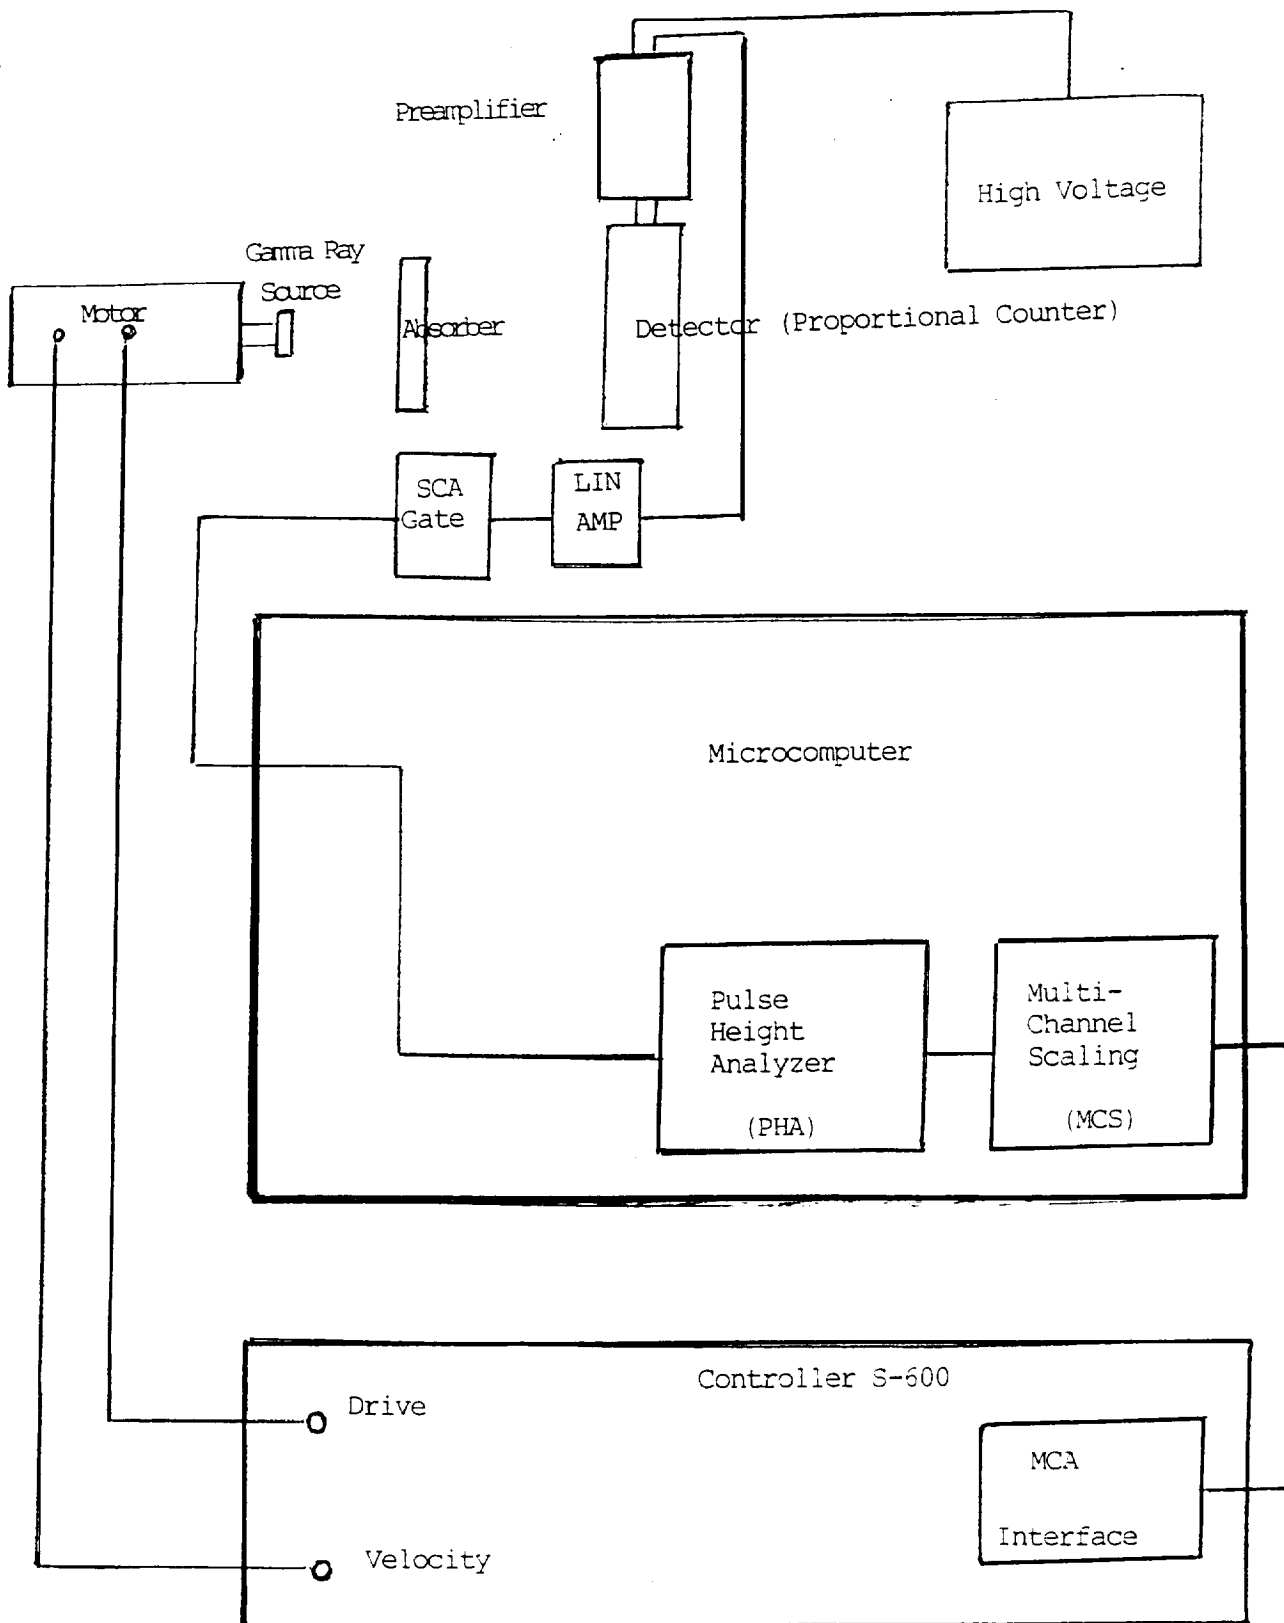 Preamplifier
High Voltage
Gamma Ray
Source
Motor
Absorber
Detector (Proportional Counter)
SCA
Gate
LIN
AMP
Microcomputer
Pulse
Height
Analyzer
(PHA)
Multi-
Channel
Scaling
(MCS)
Controller S-600
Drive
MCA
Interface
Velocity